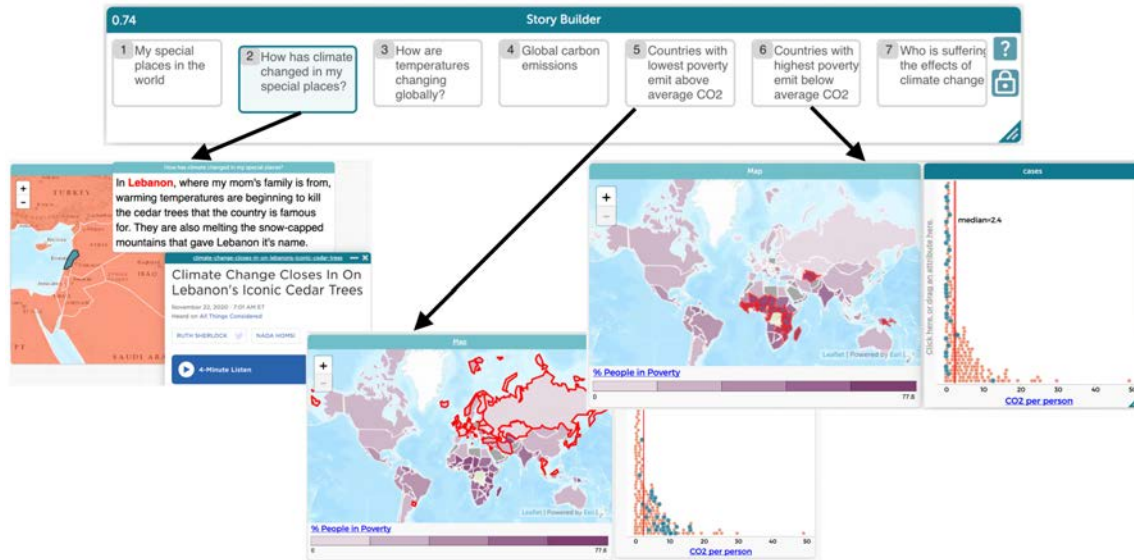 0.74
Story Builder
1 My special
places in the
world
2 How has climate
changed in my
special places?
3 How are
temperatures
changing
globally?
4 Global carbon
emissions
5 Countries with
lowest poverty
emit above
average CO2
6 Countries with
highest poverty
emit below
average CO2
7 Who is suffering
the effects of
climate change
?
How has climate changed in my special places?
+
−
TURKEY
IRAQ
SAUDI ARA
In Lebanon, where my mom's family is from,
warming temperatures are beginning to kill
the cedar trees that the country is famous
for. They are also melting the snow-capped
mountains that gave Lebanon it's name.
climate-change-closes-in-on-lebanons-iconic-cedar-trees
Climate Change Closes In On
Lebanon's Iconic Cedar Trees
November 22, 2020 · 7:01 AM ET
Heard on All Things Considered
RUTH SHERLOCK
NADA HOMSI
4-Minute Listen
Map
+
−
Leaflet | Powered by Esri
% People in Poverty
0
77.8
0 10 20 30 40 50
CO2 per person
Map
+
−
Leaflet | Powered by Esri
% People in Poverty
0
77.8
cases
median=2.4
Click here, or drag an attribute here.
0 10 20 30 40 50
CO2 per person